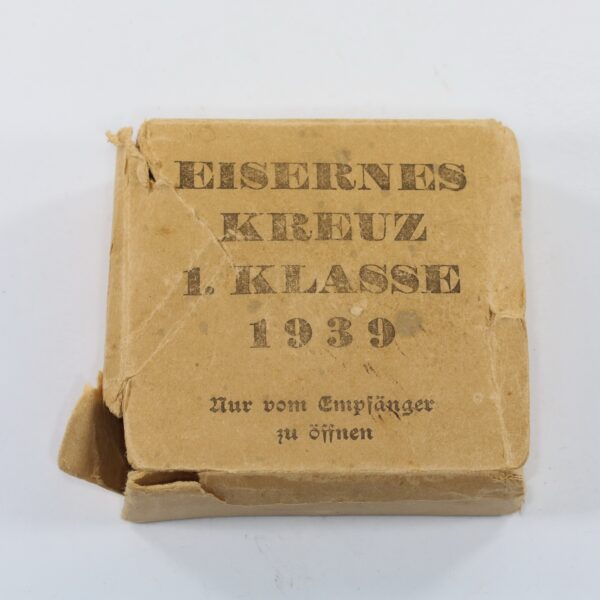 EISERNES
KREUZ
1. KLASSE
1939
Nur vom Empfänger
zu öffnen